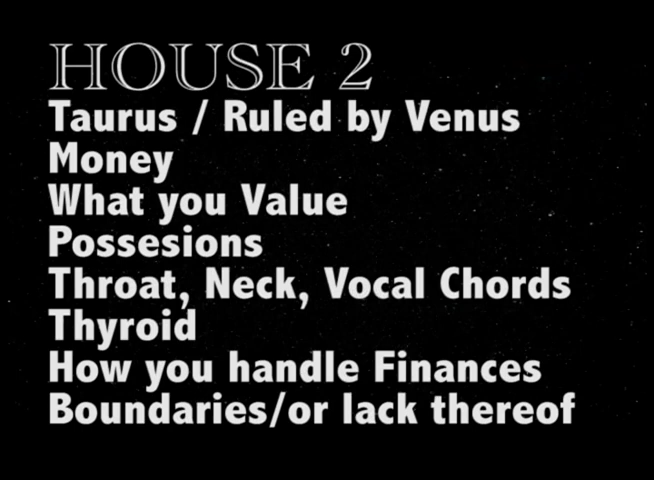 HOUSE 2
Taurus / Ruled by Venus
Money
What you Value
Possesions
Throat, Neck, Vocal Chords
Thyroid
How you handle Finances
Boundaries/or lack thereof